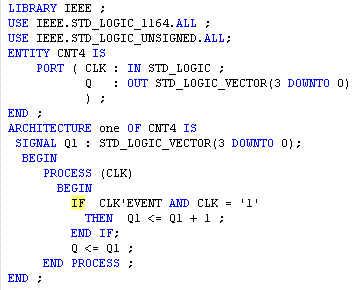 LIBRARY IEEE ;
USE IEEE.STD_LOGIC_1164.ALL ;
USE IEEE.STD_LOGIC_UNSIGNED.ALL;
ENTITY CNT4 IS
PORT ( CLK : IN STD_LOGIC ;
Q : OUT STD_LOGIC_VECTOR(3 DOWNTO 0)
) ;
END ;
ARCHITECTURE one OF CNT4 IS
SIGNAL Q1 : STD_LOGIC_VECTOR(3 DOWNTO 0);
BEGIN
PROCESS (CLK)
BEGIN
IF CLK'EVENT AND CLK = '1'
THEN Q1 <= Q1 + 1 ;
END IF;
Q <= Q1 ;
END PROCESS ;
END ;